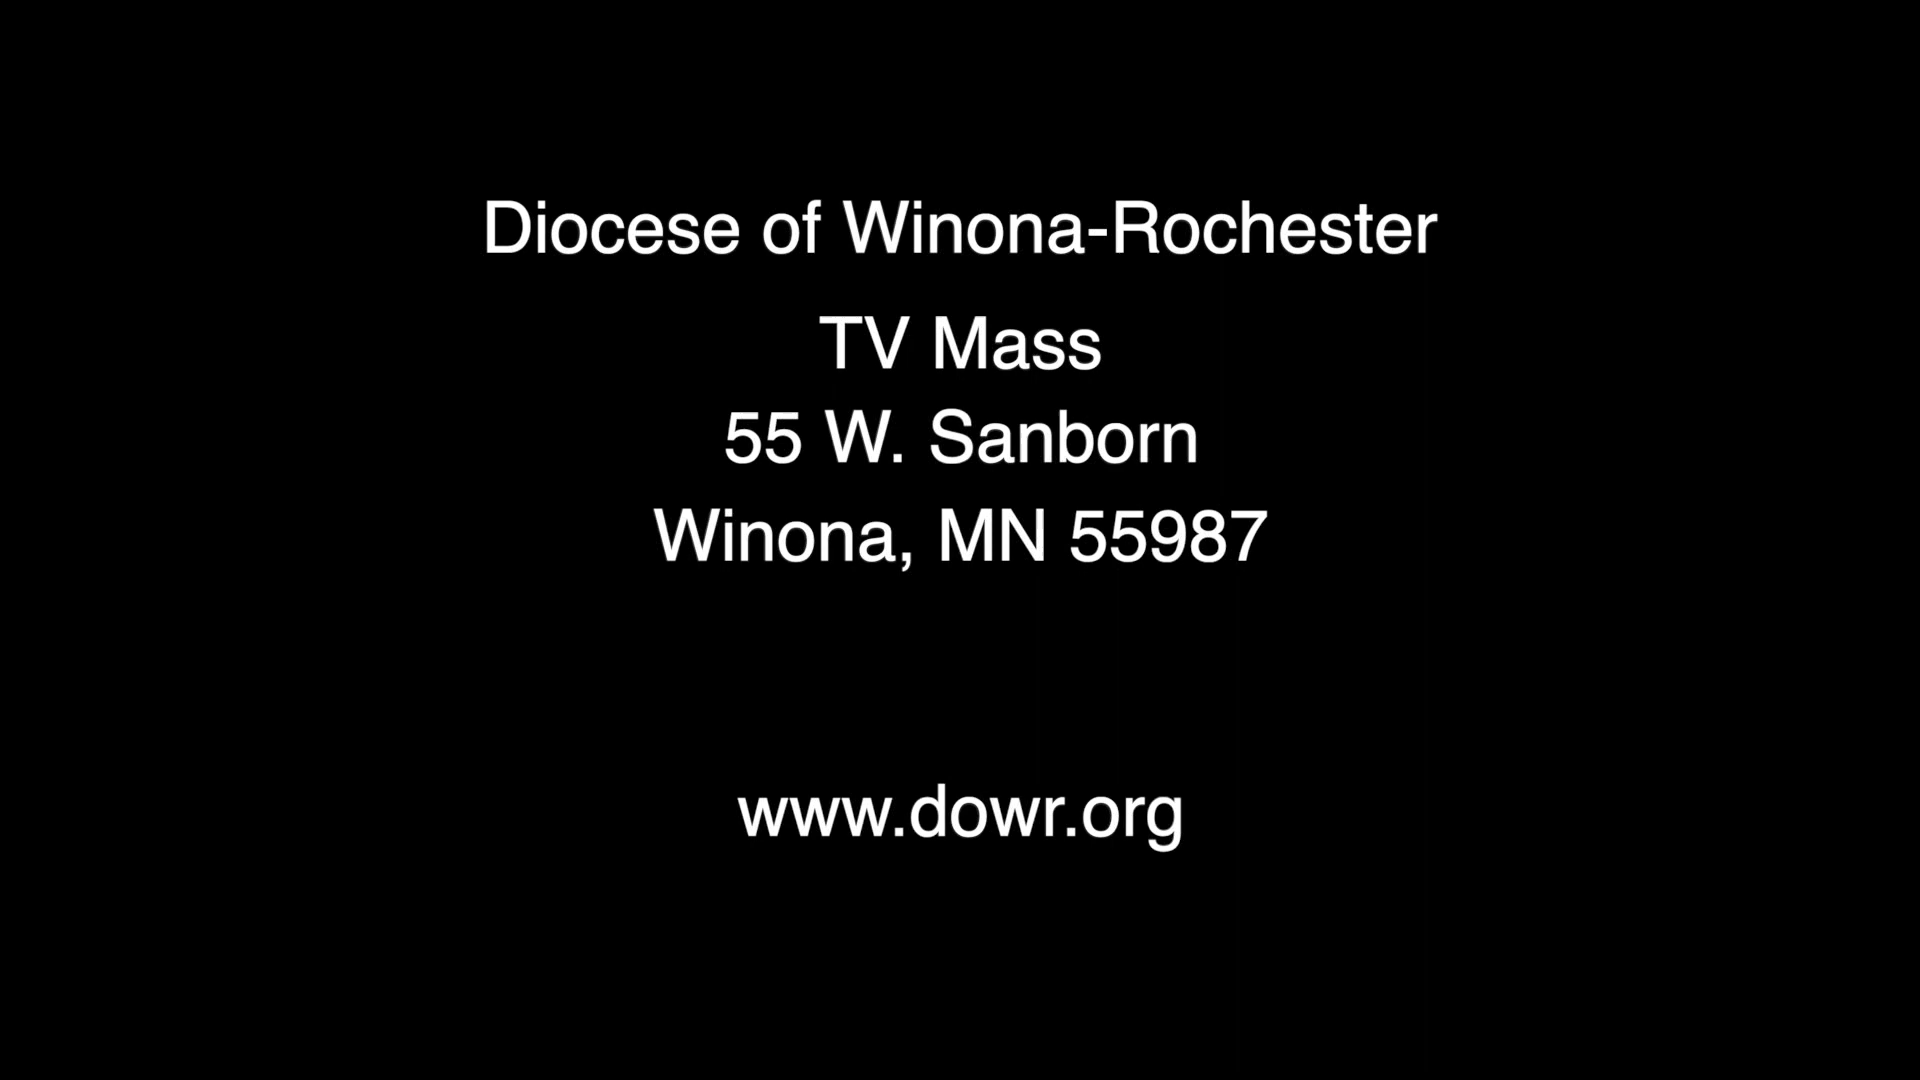 Diocese of Winona-Rochester
TV Mass
55 W. Sanborn
Winona, MN 55987
www.dowr.org